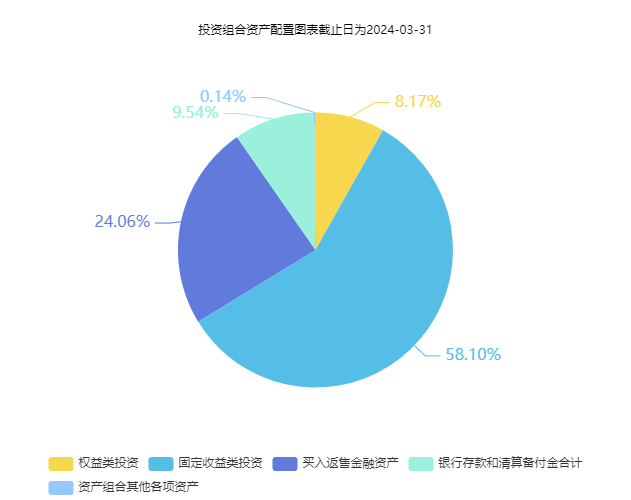 投资组合资产配置图表截止日为2024-03-31
0.14%
8.17%
9.54%
24.06%
58.10%
权益类投资 固定收益类投资 买入返售金融资产 银行存款和清算备付金合计
资产组合其他各项资产